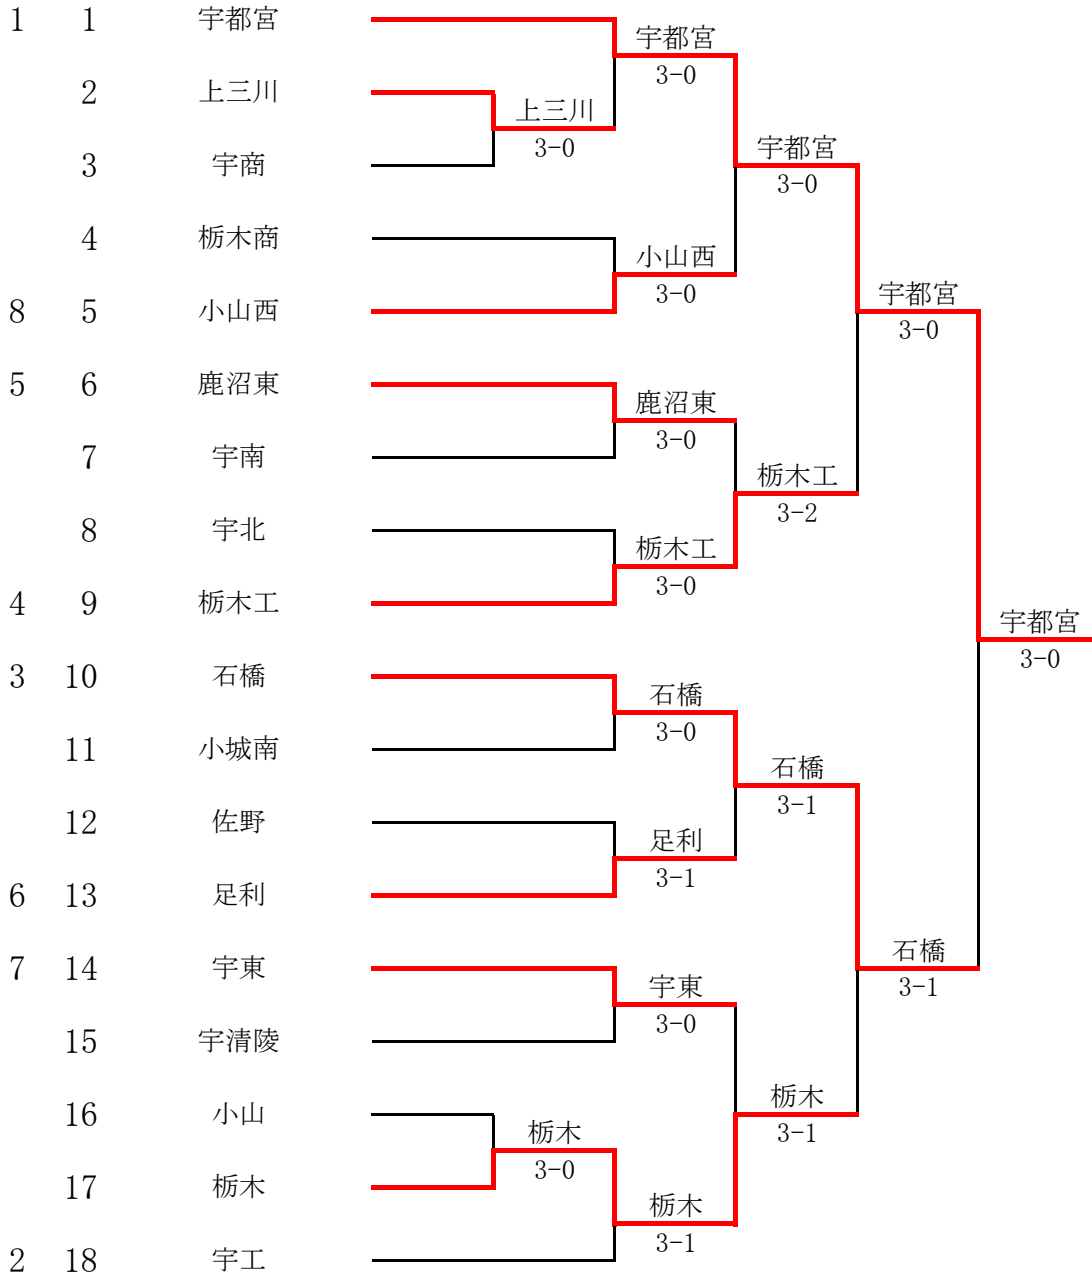 1 1 宇都宮
宇都宮
3-0
2 上三川
上三川
3-0
宇都宮
3-0
3 宇商
4 栃木商
小山西
3-0
8 5 小山西
宇都宮
3-0
5 6 鹿沼東
鹿沼東
3-0
7 宇南
栃木工
3-2
8 宇北
栃木工
3-0
4 9 栃木工
宇都宮
3-0
3 10 石橋
石橋
3-0
11 小城南
石橋
3-1
12 佐野
足利
3-1
6 13 足利
石橋
3-1
7 14 宇東
宇東
3-0
15 宇清陵
栃木
3-1
16 小山
栃木
3-0
17 栃木
栃木
3-1
2 18 宇工